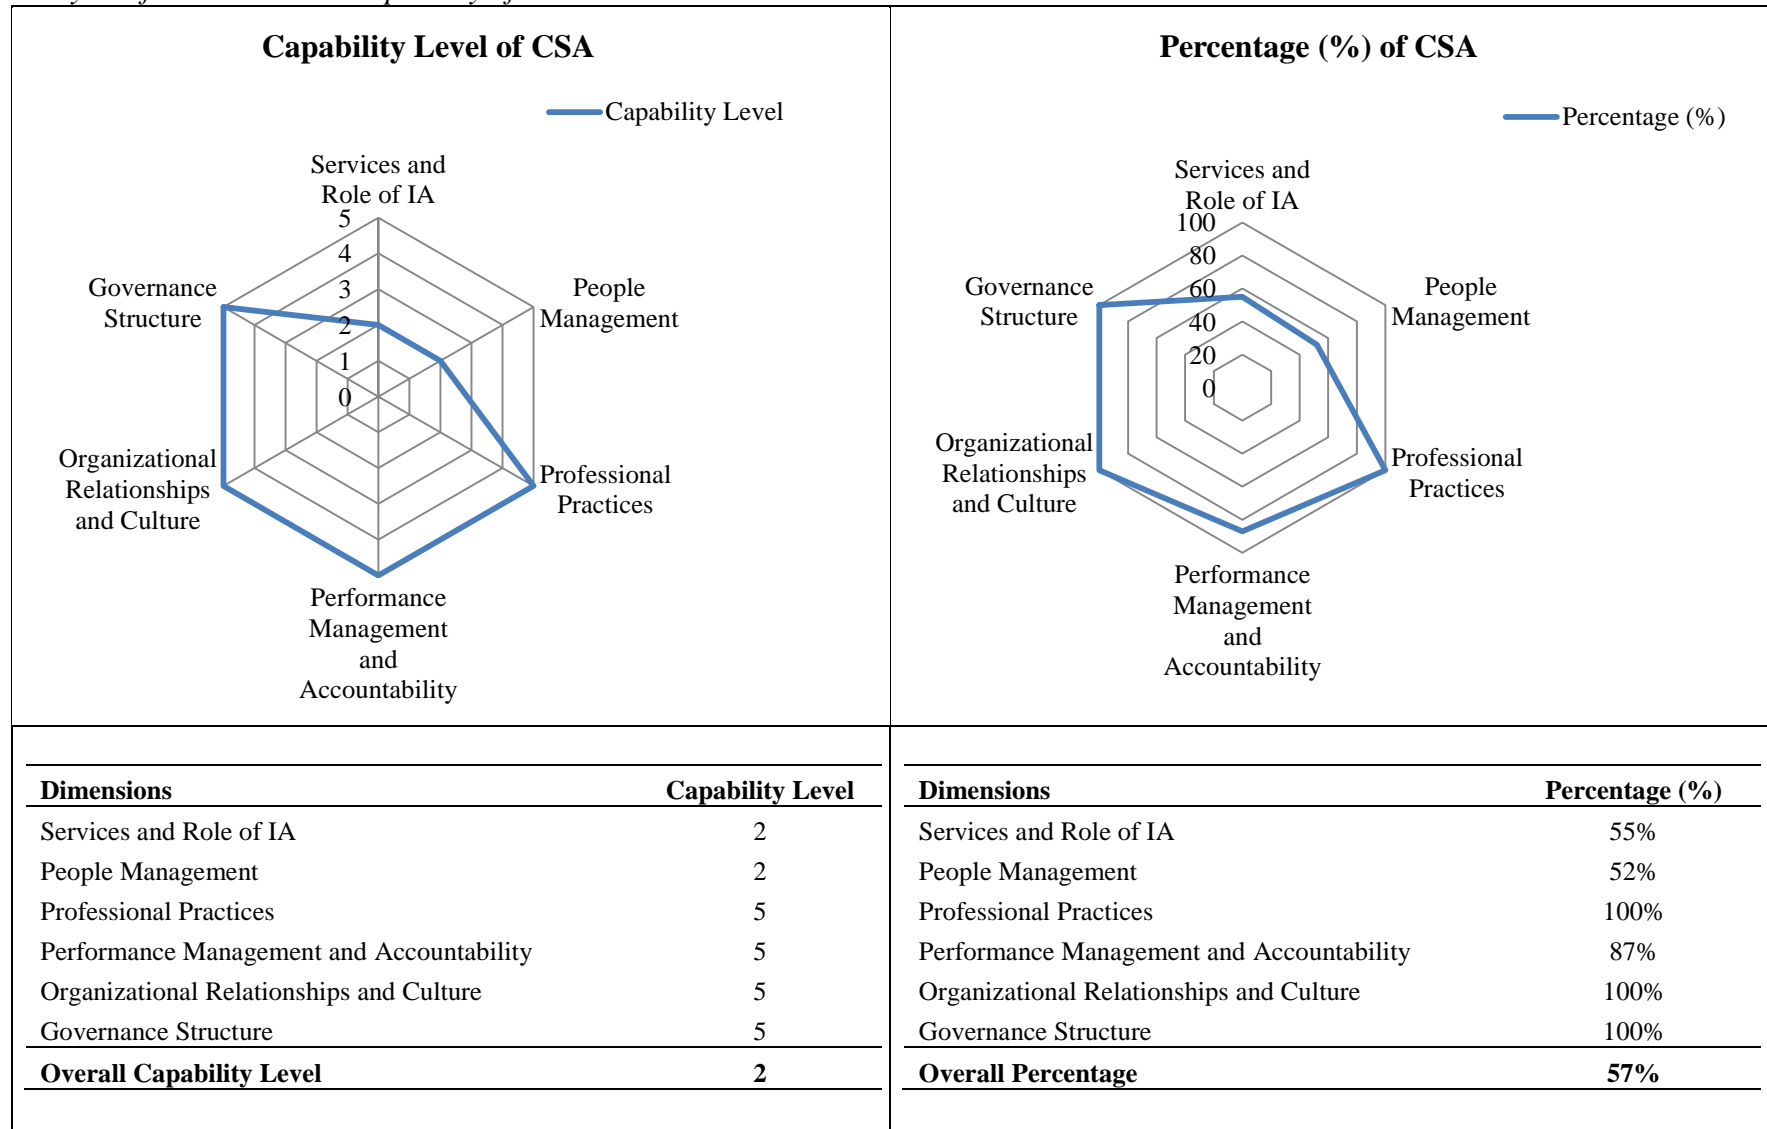 Capability Level of CSA
Capability Level
Services and
Role of IA
5
4
3
2
1
0
People
Management
Professional
Practices
Performance
Management
and
Accountability
Organizational
Relationships
and Culture
Governance
Structure
Percentage (%) of CSA
Percentage (%)
Services and
Role of IA
100
80
60
40
20
0
People
Management
Professional
Practices
Performance
Management
and
Accountability
Organizational
Relationships
and Culture
Governance
Structure
Dimensions Capability Level
Services and Role of IA 2
People Management 2
Professional Practices 5
Performance Management and Accountability 5
Organizational Relationships and Culture 5
Governance Structure 5
Overall Capability Level 2
Dimensions Percentage (%)
Services and Role of IA 55%
People Management 52%
Professional Practices 100%
Performance Management and Accountability 87%
Organizational Relationships and Culture 100%
Governance Structure 100%
Overall Percentage 57%